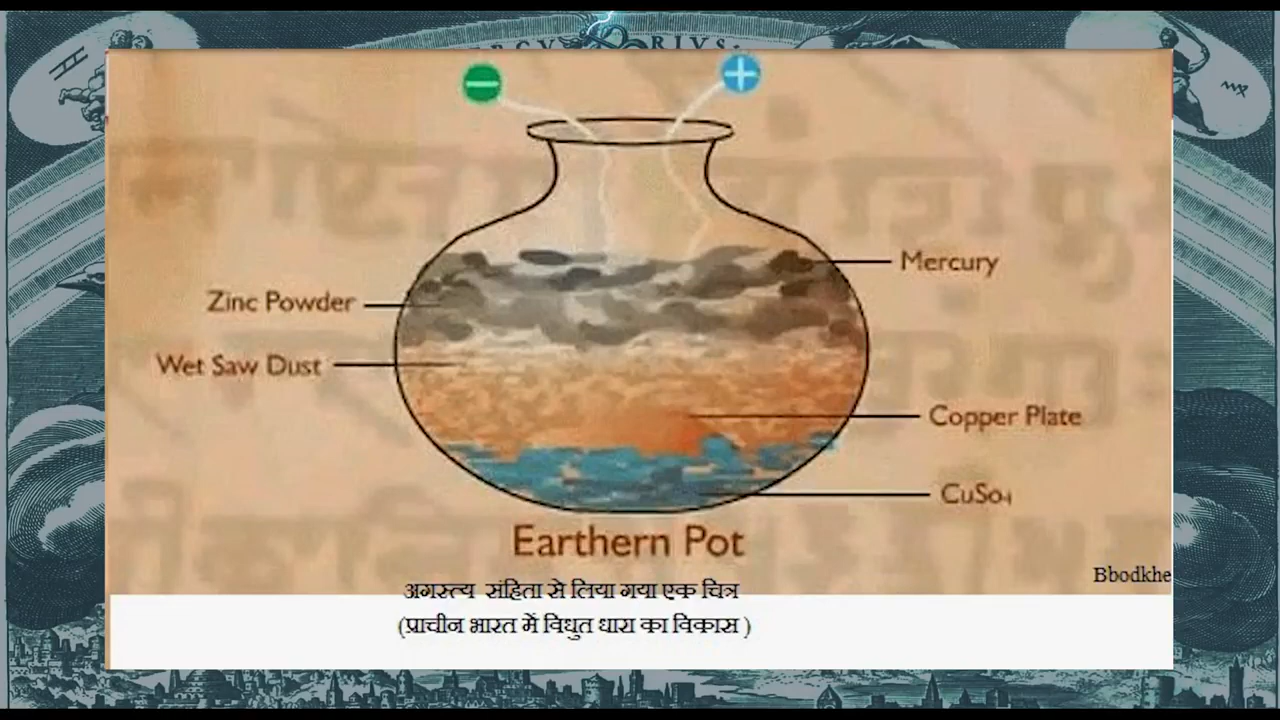 Mercury
Zinc Powder
Wet Saw Dust
Copper Plate
CuSo4
Earthern Pot
Bbodkhe
अगस्त्य संहिता से लिया गया एक चित्र
(प्राचीन भारत में विधुत धारा का विकास )